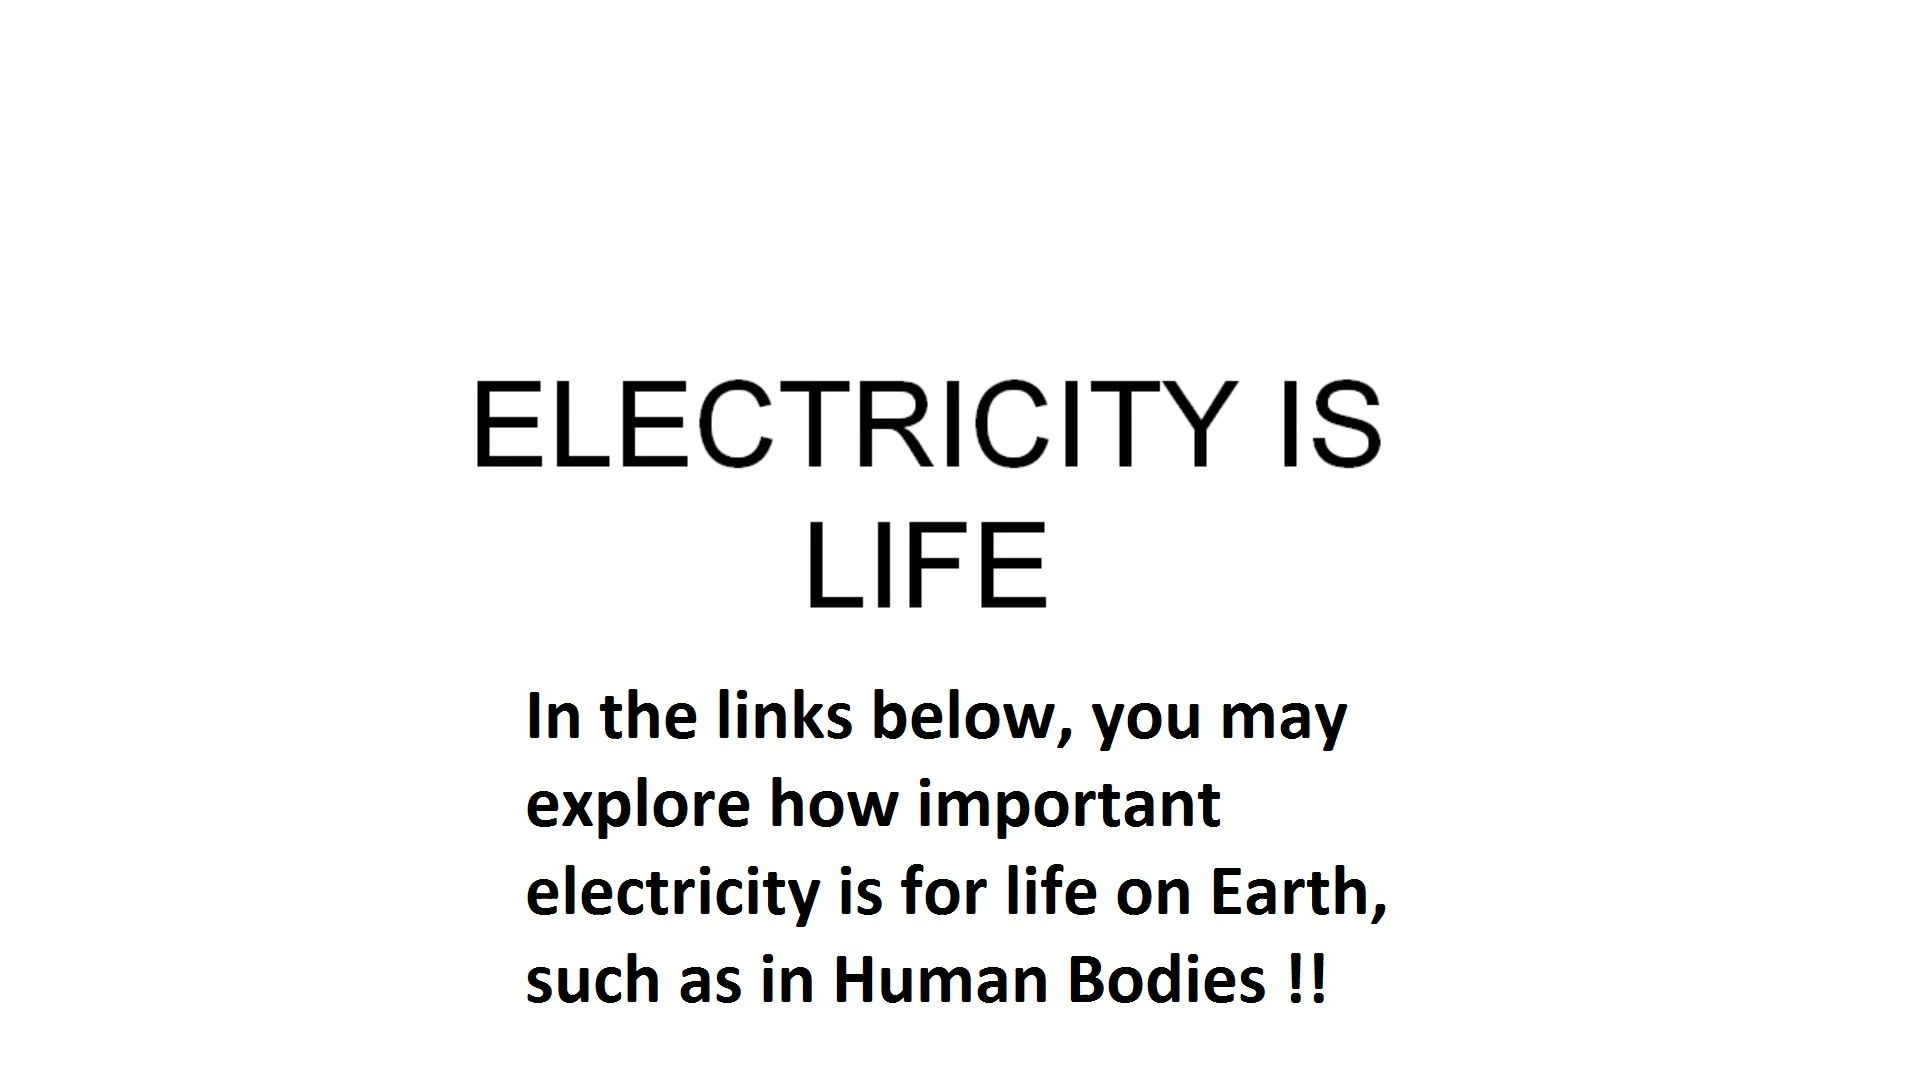 ELECTRICITY IS
LIFE
In the links below, you may
explore how important
electricity is for life on Earth,
such as in Human Bodies !!